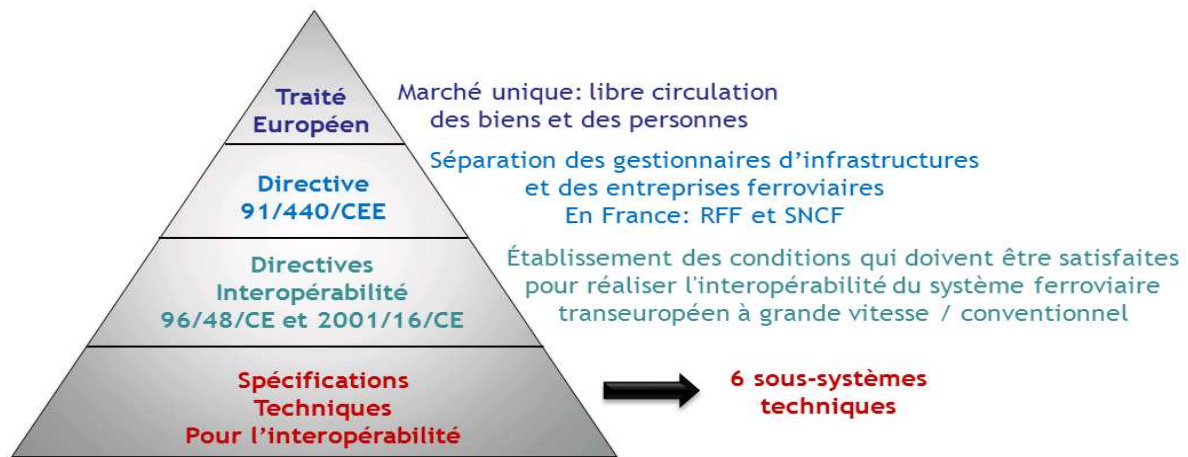 Traité
Européen
Marché unique: libre circulation
des biens et des personnes
Directive
91/440/CEE
Séparation des gestionnaires d’infrastructures
et des entreprises ferroviaires
En France: RFF et SNCF
Directives
Interopérabilité
96/48/CE et 2001/16/CE
Établissement des conditions qui doivent être satisfaites
pour réaliser l'interopérabilité du système ferroviaire
transeuropéen à grande vitesse / conventionnel
Spécifications
Techniques
Pour l’interopérabilité
6 sous-systèmes
techniques